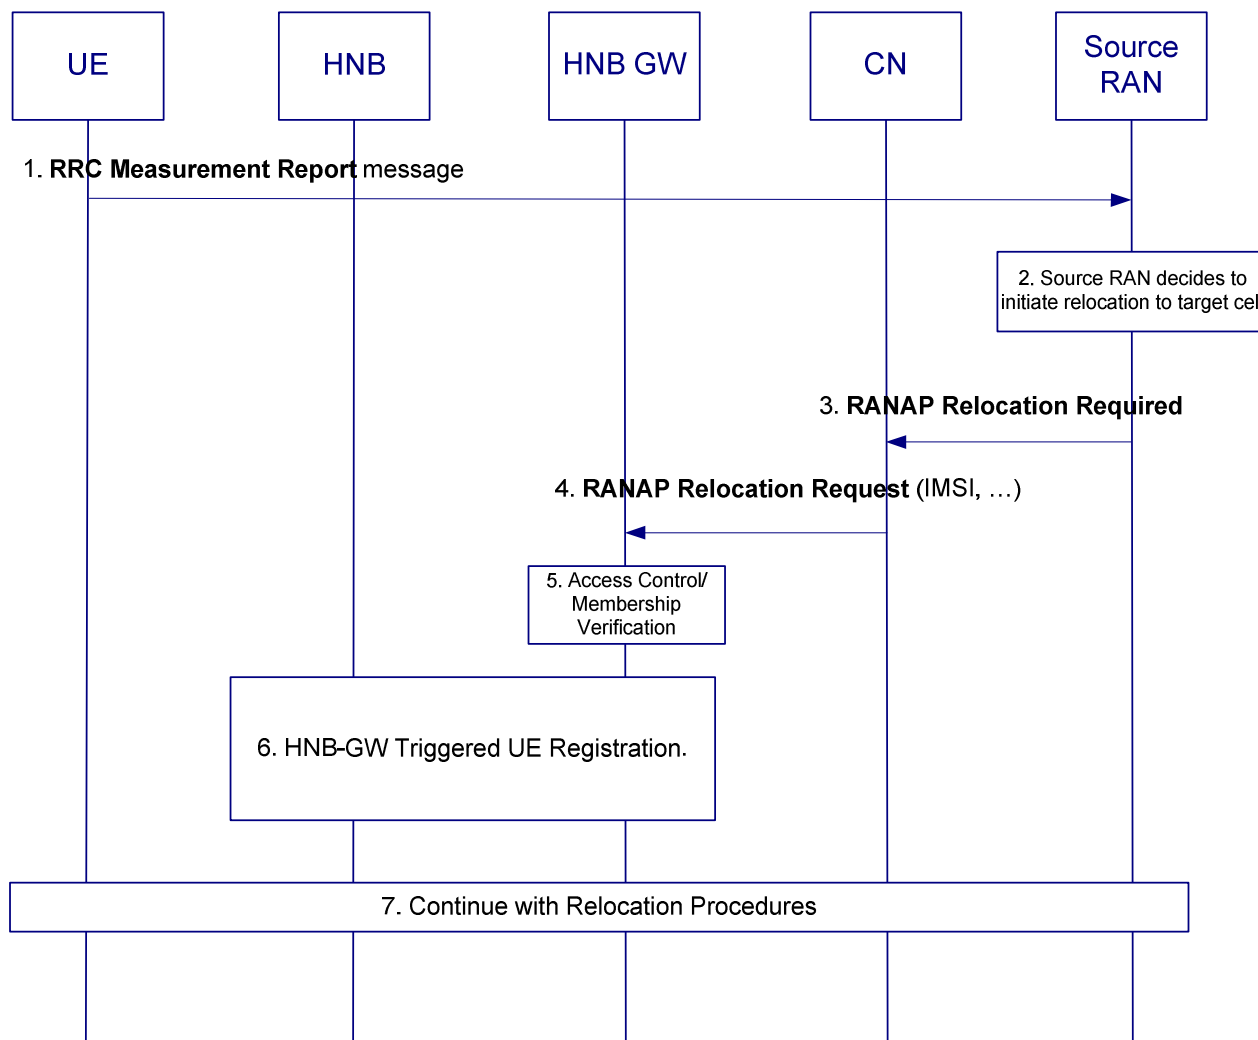 UE
HNB
HNB GW
CN
Source
RAN
1. RRC Measurement Report message
2. Source RAN decides to
initiate relocation to target cel
3. RANAP Relocation Required
4. RANAP Relocation Request (IMSI, …)
5. Access Control/
Membership
Verification
6. HNB-GW Triggered UE Registration.
7. Continue with Relocation Procedures